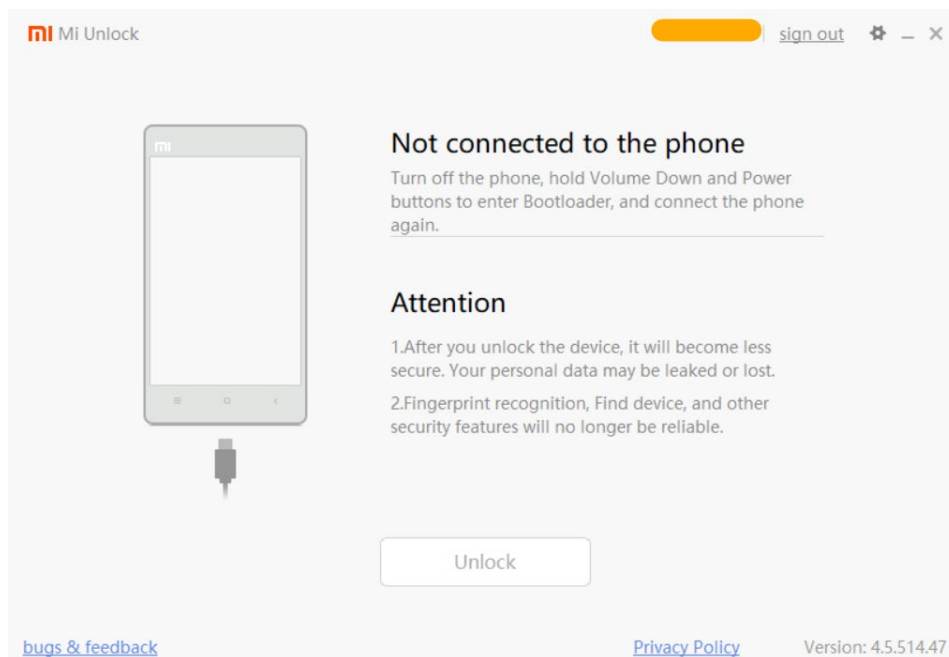 mi Mi Unlock
sign out
mi
Not connected to the phone
Turn off the phone, hold Volume Down and Power
buttons to enter Bootloader, and connect the phone
again.
Attention
1.After you unlock the device, it will become less
secure. Your personal data may be leaked or lost.
2.Fingerprint recognition, Find device, and other
security features will no longer be reliable.
Unlock
bugs & feedback
Privacy Policy
Version: 4.5.514.47